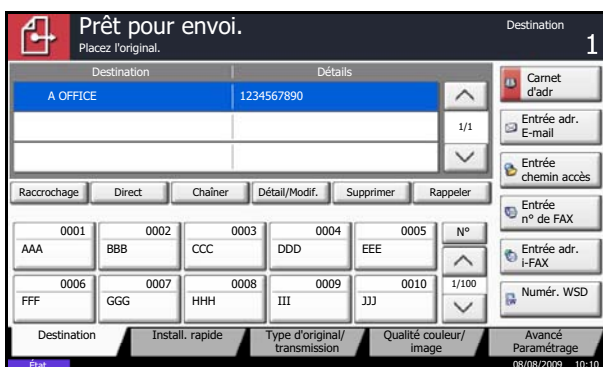 Prêt pour envoi.
Placez l'original.
Destination
1
Destination Détails
A OFFICE 1234567890
1/1
Raccrochage Direct Chaîner Détail/Modif. Supprimer Rappeler
0001 0002 0003 0004 0005 N°
AAA BBB CCC DDD EEE
0006 0007 0008 0009 0010 1/100
FFF GGG HHH III JJJ
Carnet
d'adr
Entrée adr.
E-mail
Entrée
chemin accès
Entrée
n° de FAX
Entrée adr.
i-FAX
Numér. WSD
Destination
Install. rapide
Type d'original/
transmission
Qualité couleur/
image
Avancé
Paramétrage
État 08/08/2009 10:10